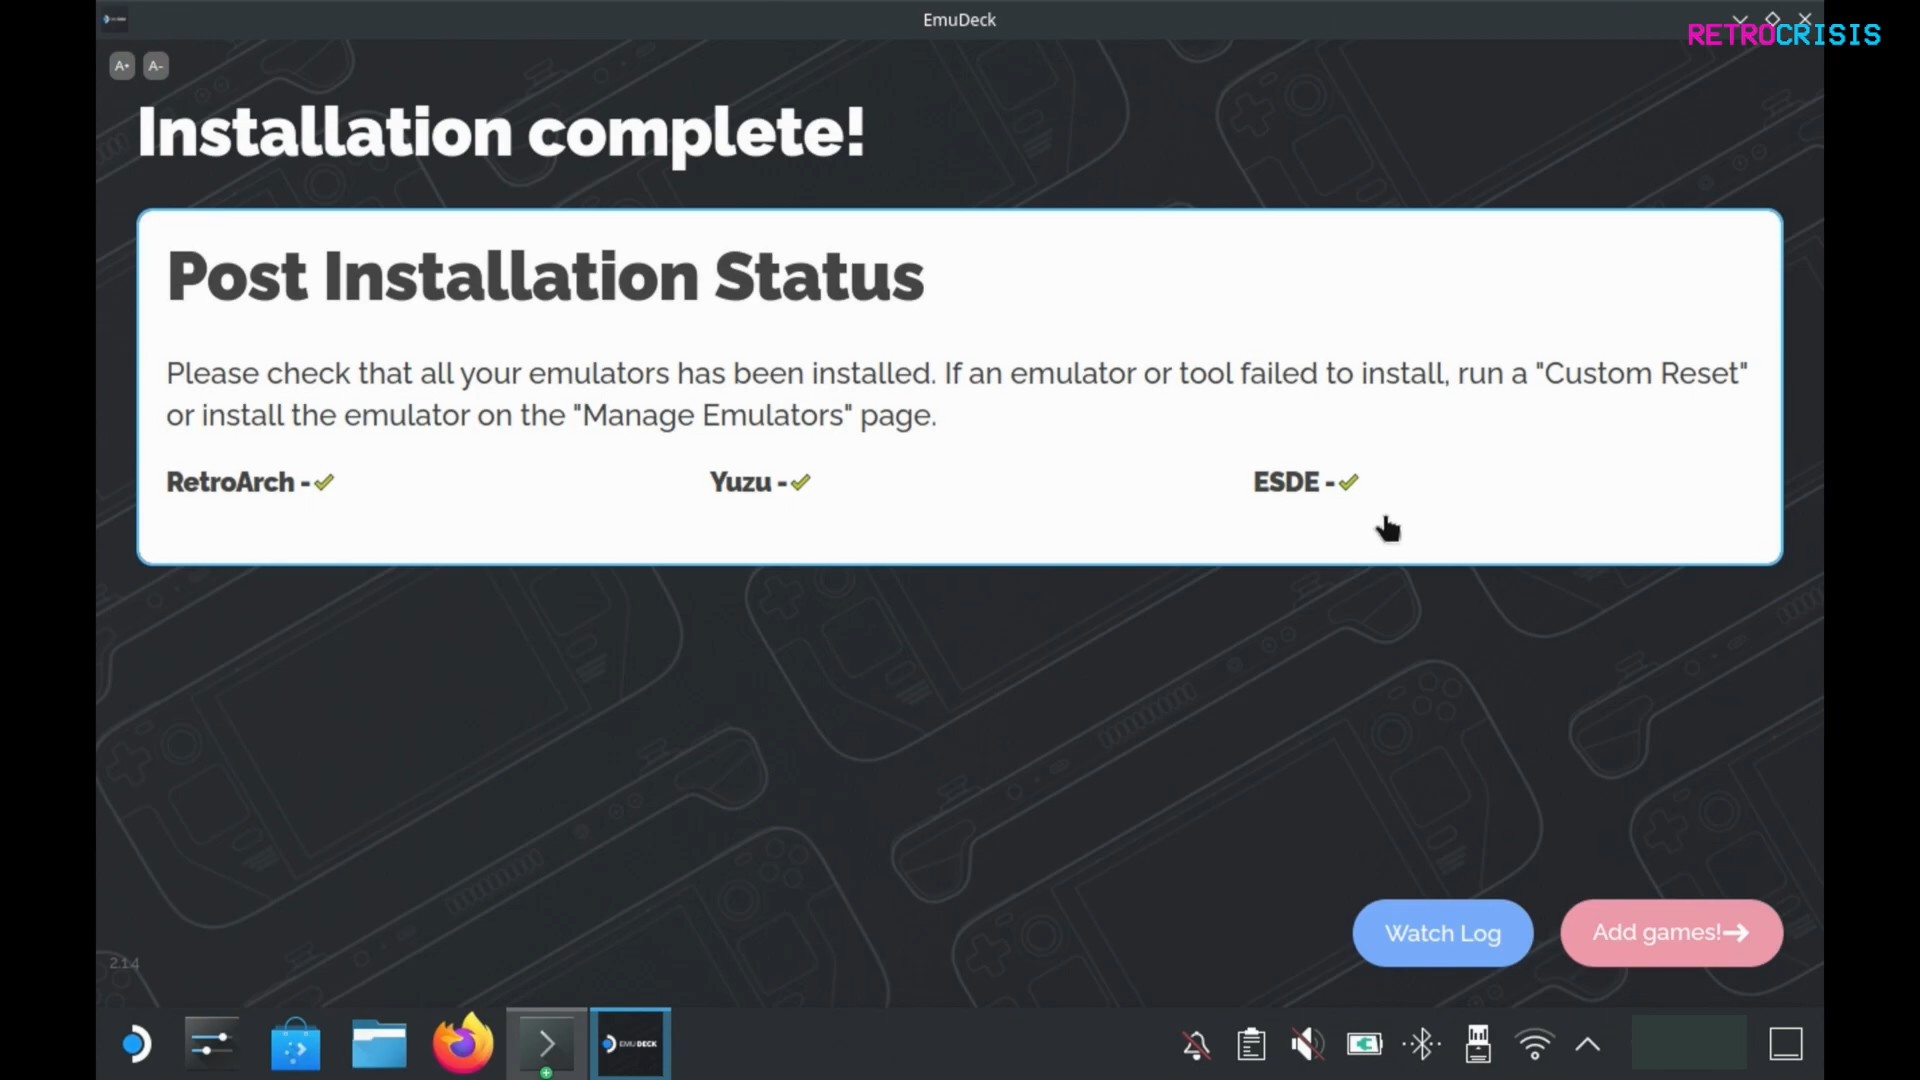 EmuDeck
RETROCRISIS
A+ A-
Installation complete!
Post Installation Status
Please check that all your emulators has been installed. If an emulator or tool failed to install, run a "Custom Reset"
or install the emulator on the "Manage Emulators" page.
RetroArch -
Yuzu -
ESDE -
Watch Log
Add games!
2.1.4
EMU DECK